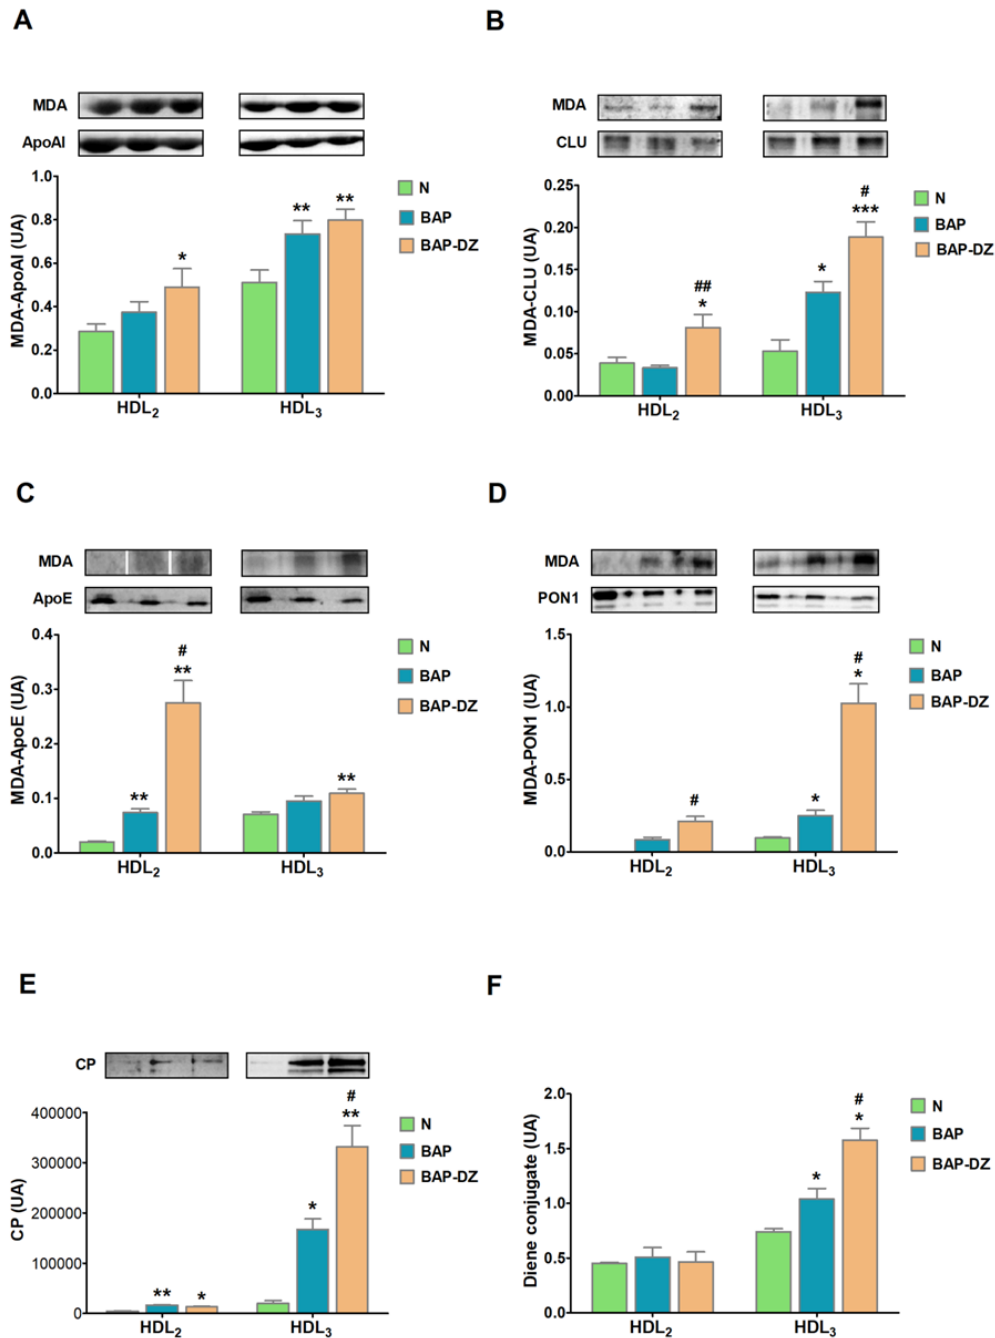 A
MDA
ApoAI
MDA-ApoAI (UA)
1.0
0.8
0.6
0.4
0.2
0.0
*
**
**
HDL₂
HDL₃
N
BAP
BAP-DZ
B
MDA
CLU
MDA-CLU (UA)
0.25
0.20
0.15
0.10
0.05
0.00
##
*
*
#
***
HDL₂
HDL₃
N
BAP
BAP-DZ
C
MDA
ApoE
MDA-ApoE (UA)
0.4
0.3
0.2
0.1
0.0
**
#
**
**
HDL₂
HDL₃
N
BAP
BAP-DZ
D
MDA
PON1
MDA-PON1 (UA)
1.5
1.0
0.5
0.0
#
*
#
*
HDL₂
HDL₃
N
BAP
BAP-DZ
E
CP
CP (UA)
400000
300000
200000
100000
0
**
*
*
#
**
HDL₂
HDL₃
N
BAP
BAP-DZ
F
Diene conjugate (UA)
2.0
1.5
1.0
0.5
0.0
*
#
*
HDL₂
HDL₃
N
BAP
BAP-DZ